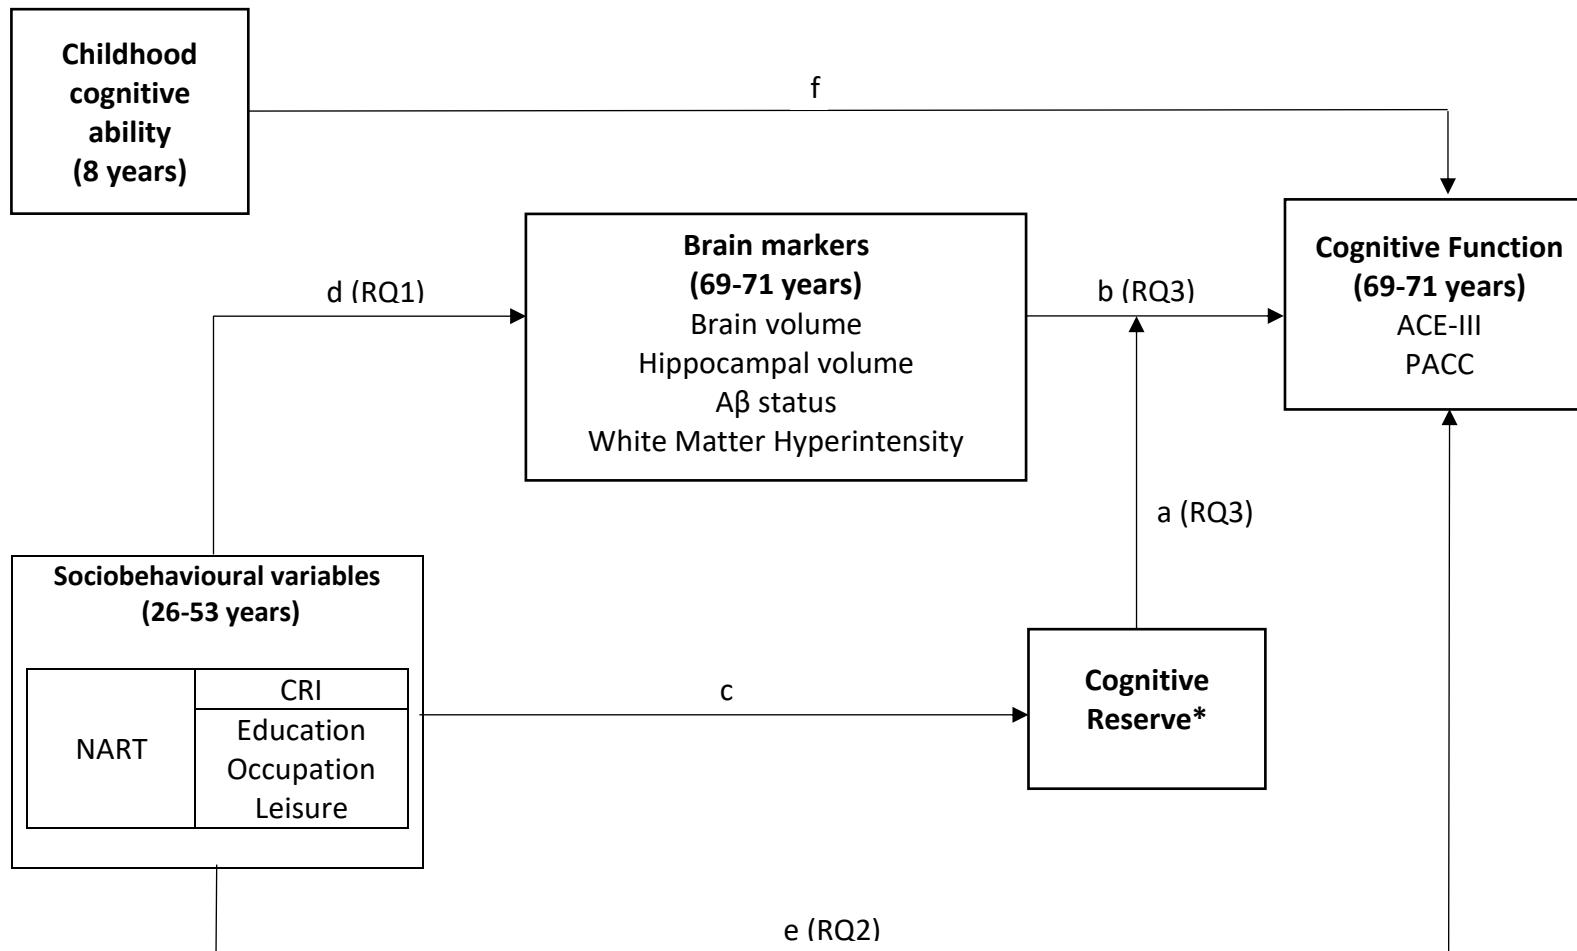 Childhood
cognitive
ability
(8 years)
f
Cognitive Function
(69-71 years)
ACE-III
PACC
Brain markers
(69-71 years)
Brain volume
Hippocampal volume
Aβ status
White Matter Hyperintensity
d (RQ1)
b (RQ3)
a (RQ3)
Sociobehavioural variables
(26-53 years)
NART
CRI
Education
Occupation
Leisure
c
Cognitive
Reserve*
e (RQ2)